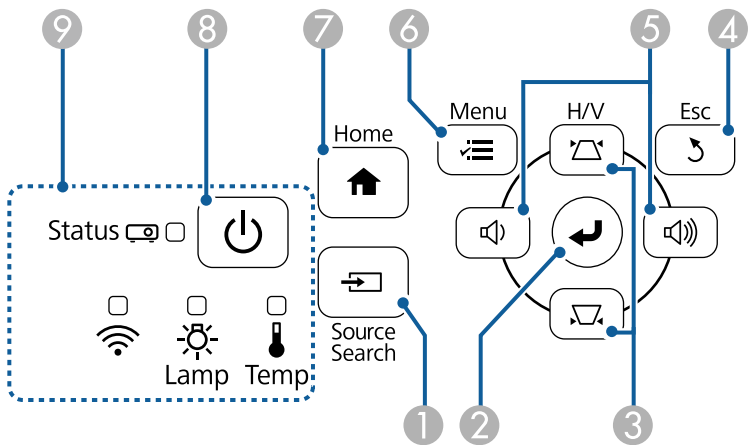 9 8 7 6 5 4
Menu H/V Esc
Home
Status
Source
Search
Lamp Temp
1 2 3